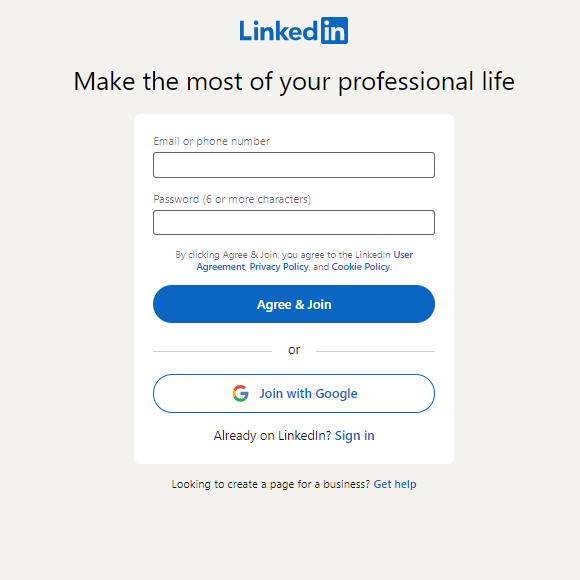 Linked in
Make the most of your professional life
Email or phone number
Password (6 or more characters)
By clicking Agree & Join, you agree to the LinkedIn User
Agreement, Privacy Policy, and Cookie Policy.
Agree & Join
or
Join with Google
Already on LinkedIn? Sign in
Looking to create a page for a business? Get help